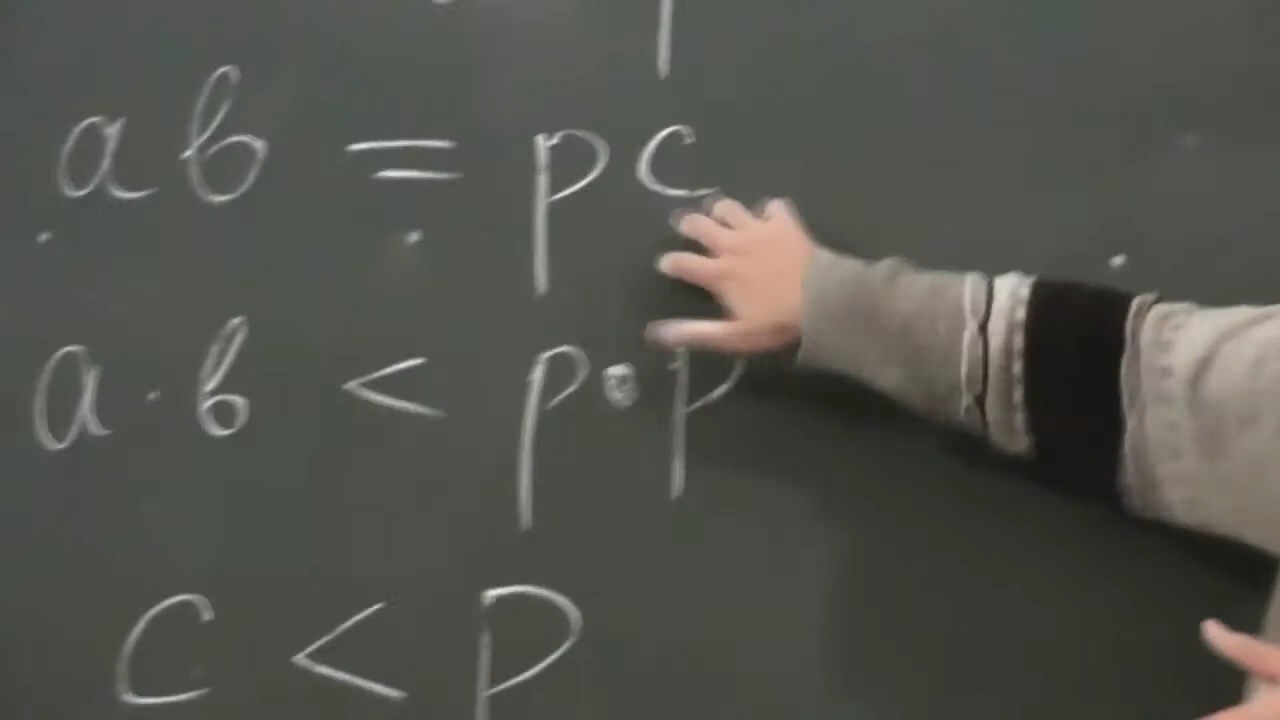 ab = pc
a · b < p · p
c < p